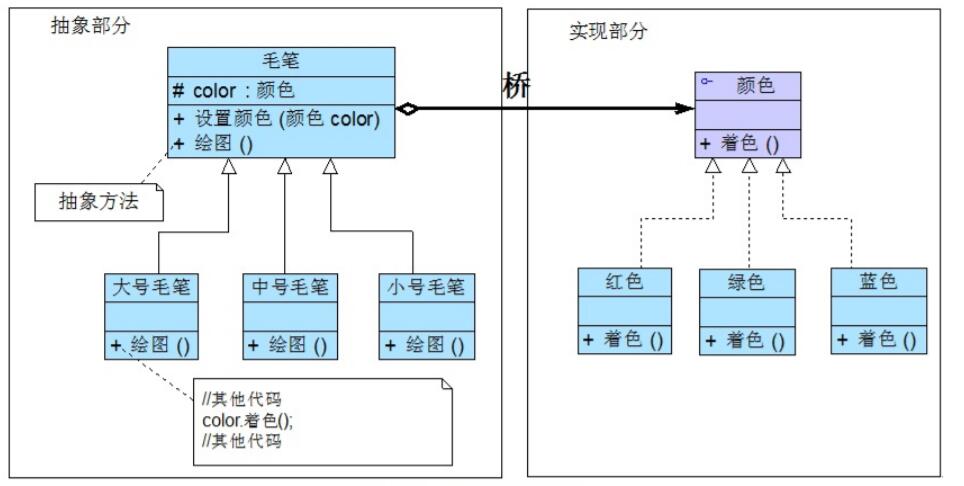 抽象部分
毛笔
# color : 颜色
+ 设置颜色 (颜色 color)
+ 绘图 ()
抽象方法
大号毛笔
+ 绘图 ()
中号毛笔
+ 绘图 ()
小号毛笔
+ 绘图 ()
//其他代码
color.着色();
//其他代码
桥
实现部分
颜色
+ 着色 ()
红色
+ 着色 ()
绿色
+ 着色 ()
蓝色
+ 着色 ()